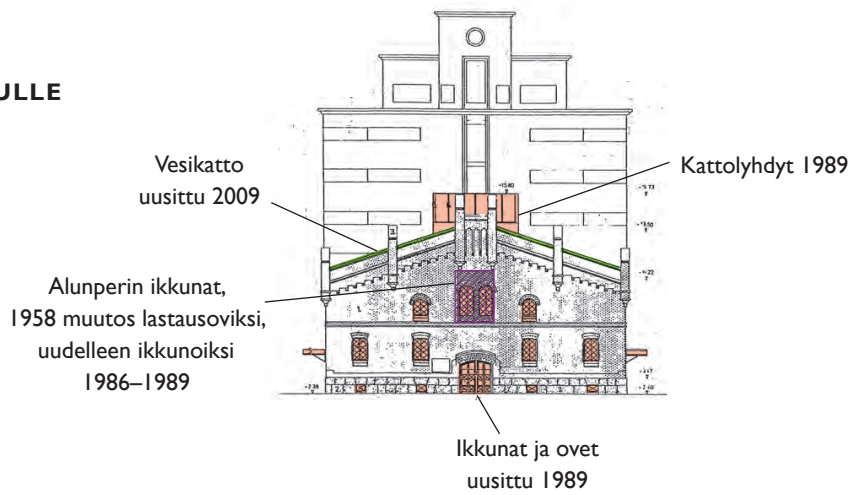 ULLE
Vesikatto
uusittu 2009
Kattolyhdyt 1989
Alunperin ikkunat,
1958 muutos lastausoviksi,
uudelleen ikkunoiksi
1986–1989
Ikkunat ja ovet
uusittu 1989